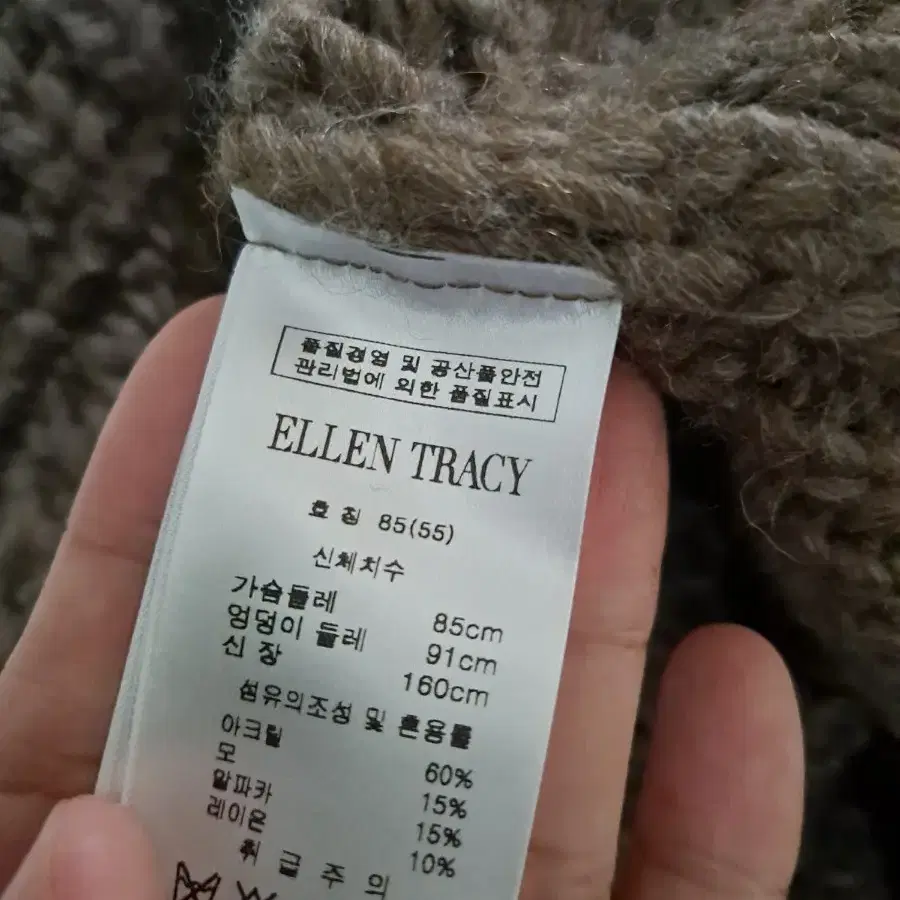 품질경영 및 공산품안전
관리법에 의한 품질표시
ELLEN TRACY
호 칭 85(55)
신체치수
가슴둘레 85cm
엉덩이 둘레 91cm
신 장 160cm
섬유의조성 및 혼용률
아크릴 60%
모 15%
알파카 15%
레이온 10%
취 급 주 의